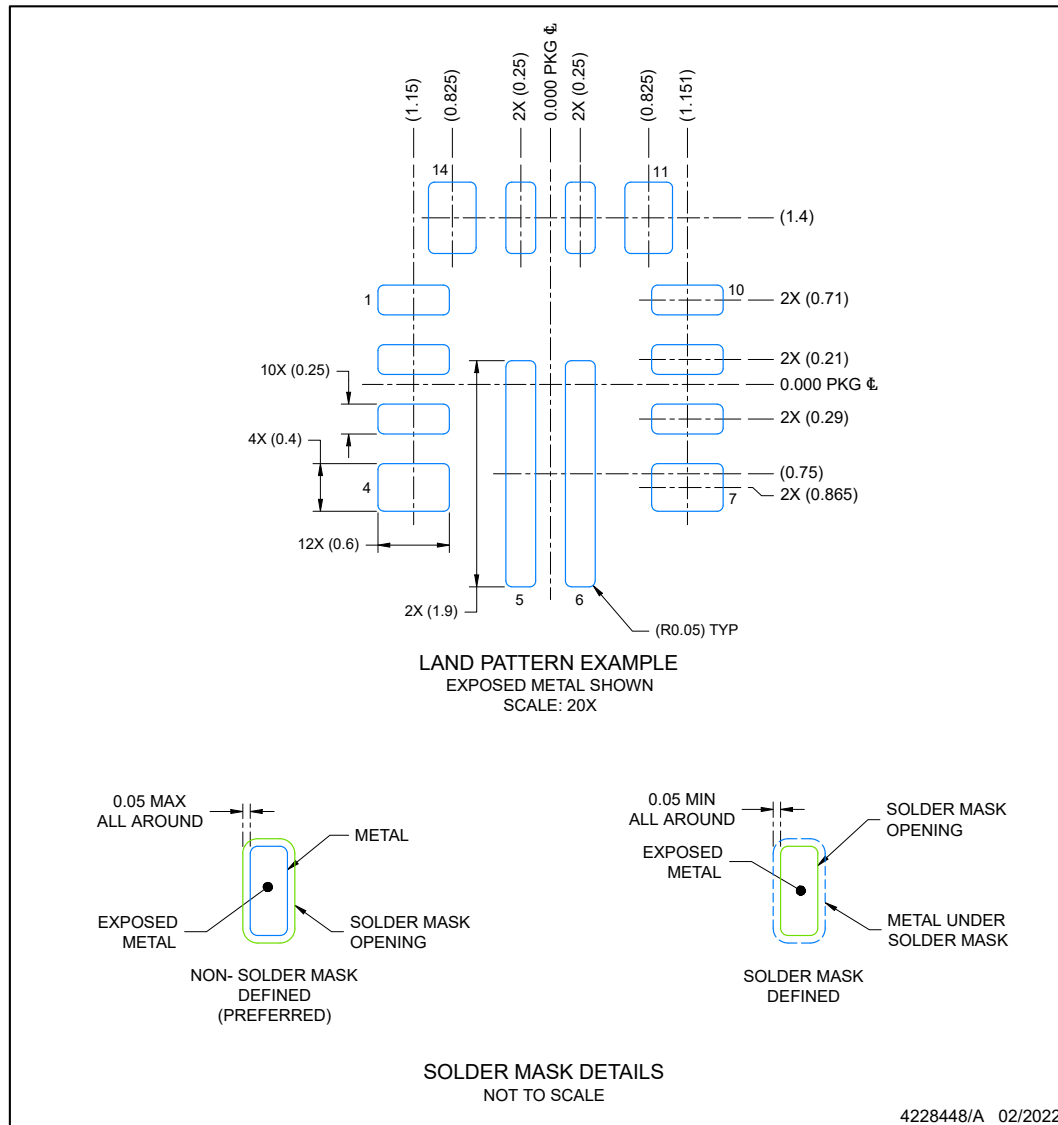 (1.15)
(0.825)
2X (0.25)
0.000 PKG ℄
2X (0.25)
(0.825)
(1.151)
14
11
(1.4)
1
10
2X (0.71)
2X (0.21)
10X (0.25)
0.000 PKG ℄
2X (0.29)
4X (0.4)
(0.75)
4
7
2X (0.865)
12X (0.6)
2X (1.9)
5
6
(R0.05) TYP
LAND PATTERN EXAMPLE
EXPOSED METAL SHOWN
SCALE: 20X
0.05 MAX
ALL AROUND
METAL
EXPOSED
METAL
SOLDER MASK
OPENING
NON- SOLDER MASK
DEFINED
(PREFERRED)
0.05 MIN
ALL AROUND
SOLDER MASK
OPENING
EXPOSED
METAL
METAL UNDER
SOLDER MASK
SOLDER MASK
DEFINED
SOLDER MASK DETAILS
NOT TO SCALE
4228448/A 02/2022